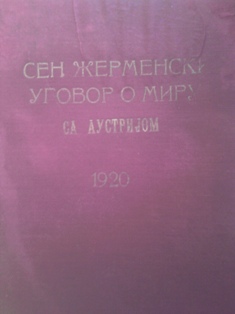 СЕН ЖЕРМЕНСКИ
УГОВОР О МИРУ
СА АУСТРИЈОМ
1920